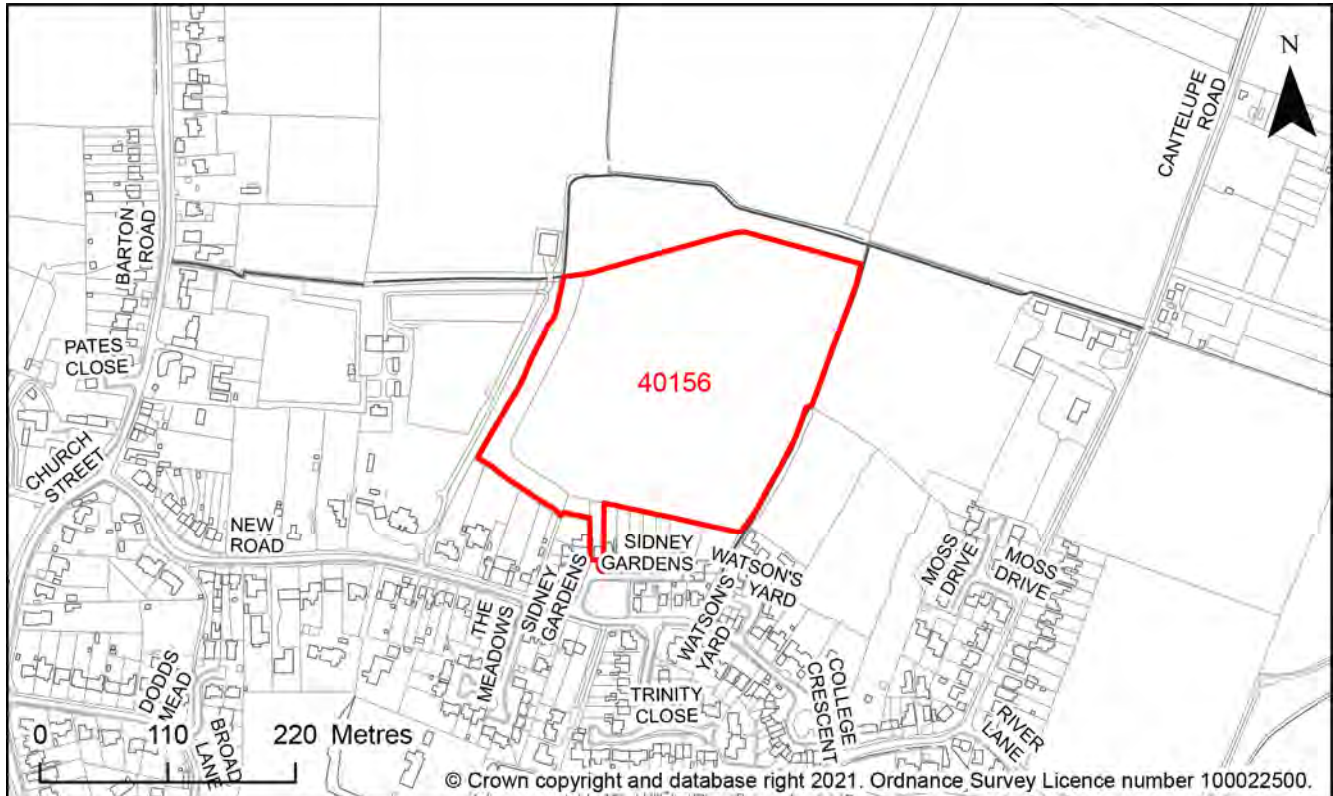 N
CANTELUPE
ROAD
BARTON
ROAD
PATES
CLOSE
40156
CHURCH
STREET
NEW
ROAD
SIDNEY
GARDENS
WATSON'S
YARD
MOSS
DRIVE
MOSS
DRIVE
THE
MEADOWS
SIDNEY
GARDENS
WATSON'S
YARD
DODDS
MEAD
TRINITY
CLOSE
COLLEGE
CRESCENT
RIVER
LANE
BROAD
LANE
0 110 220 Metres
© Crown copyright and database right 2021. Ordnance Survey Licence number 100022500.